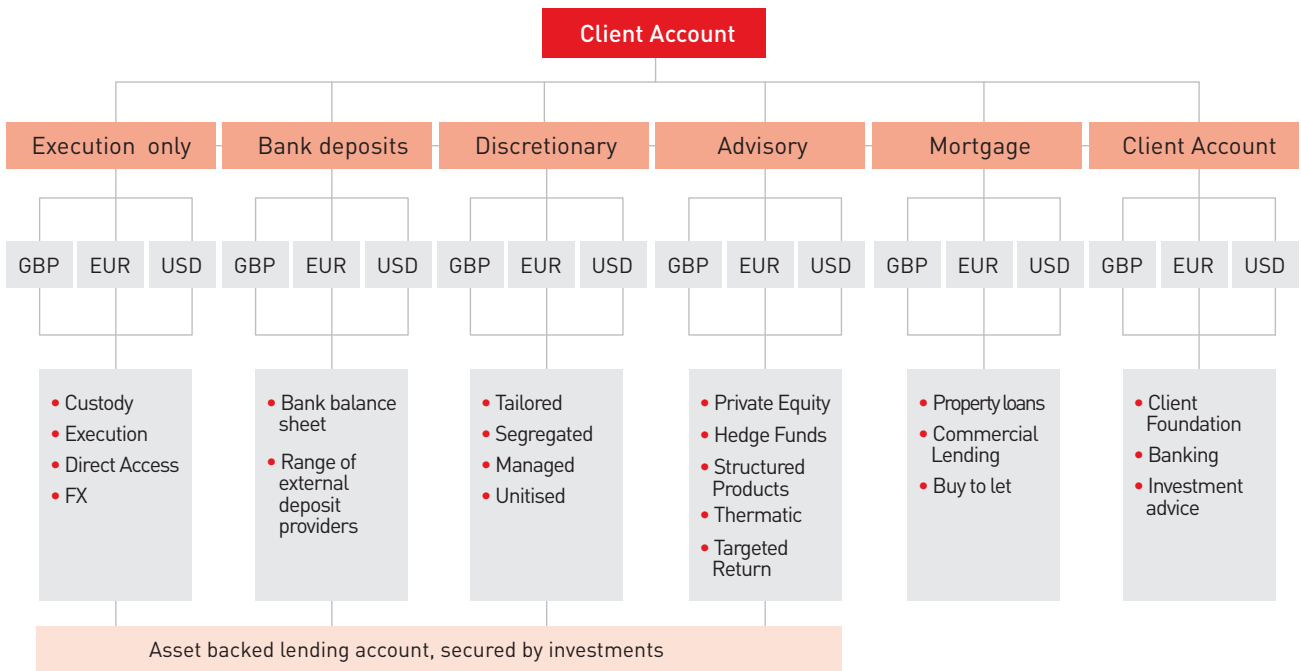 Client Account
Execution only
Bank deposits
Discretionary
Advisory
Mortgage
Client Account
GBP EUR USD
GBP EUR USD
GBP EUR USD
GBP EUR USD
GBP EUR USD
GBP EUR USD
• Custody
• Execution
• Direct Access
• FX
• Bank balance
sheet
• Range of
external
deposit
providers
• Tailored
• Segregated
• Managed
• Unitised
• Private Equity
• Hedge Funds
• Structured
Products
• Thermatic
• Targeted
Return
• Property loans
• Commercial
Lending
• Buy to let
• Client
Foundation
• Banking
• Investment
advice
Asset backed lending account, secured by investments